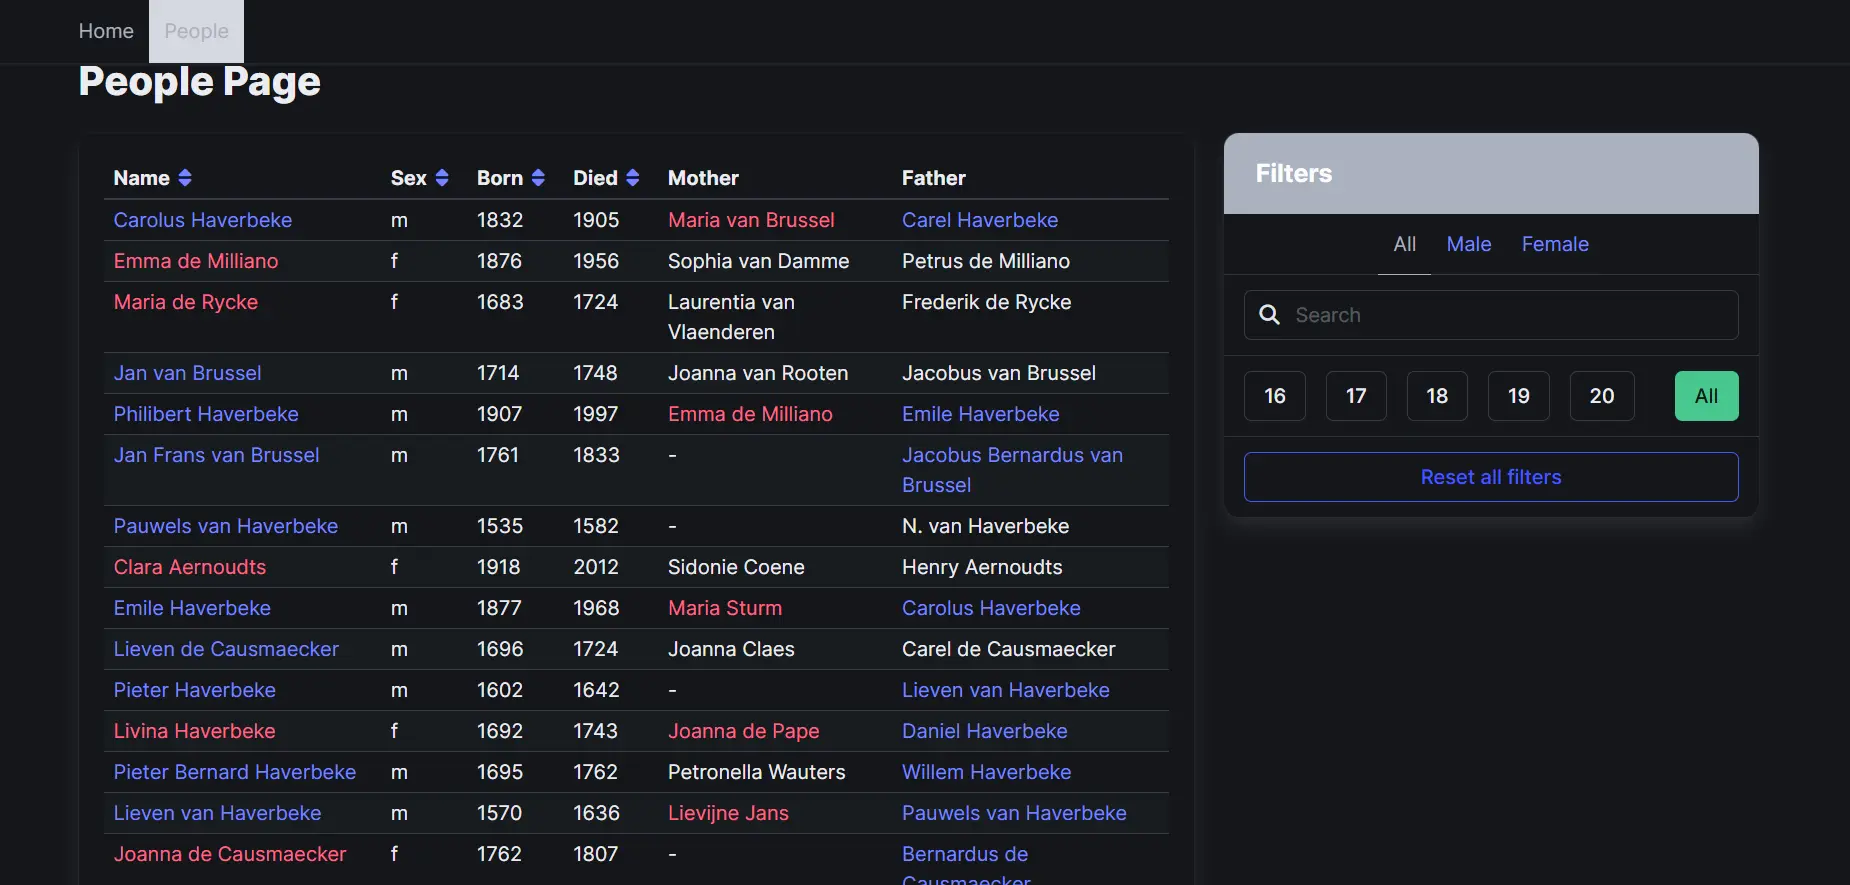 Home People
People Page
Name Sex Born Died Mother Father
Carolus Haverbeke m 1832 1905 Maria van Brussel Carel Haverbeke
Emma de Milliano f 1876 1956 Sophia van Damme Petrus de Milliano
Maria de Rycke f 1683 1724 Laurentia van Frederik de Rycke
Vlaenderen
Jan van Brussel m 1714 1748 Joanna van Rooten Jacobus van Brussel
Philibert Haverbeke m 1907 1997 Emma de Milliano Emile Haverbeke
Jan Frans van Brussel m 1761 1833 - Jacobus Bernardus van
Brussel
Pauwels van Haverbeke m 1535 1582 - N. van Haverbeke
Clara Aernoudts f 1918 2012 Sidonie Coene Henry Aernoudts
Emile Haverbeke m 1877 1968 Maria Sturm Carolus Haverbeke
Lieven de Causmaecker m 1696 1724 Joanna Claes Carel de Causmaecker
Pieter Haverbeke m 1602 1642 - Lieven van Haverbeke
Livina Haverbeke f 1692 1743 Joanna de Pape Daniel Haverbeke
Pieter Bernard Haverbeke m 1695 1762 Petronella Wauters Willem Haverbeke
Lieven van Haverbeke m 1570 1636 Lievijne Jans Pauwels van Haverbeke
Joanna de Causmaecker f 1762 1807 - Bernardus de
Causmaecker
Filters
All Male Female
Search
16 17 18 19 20 All
Reset all filters